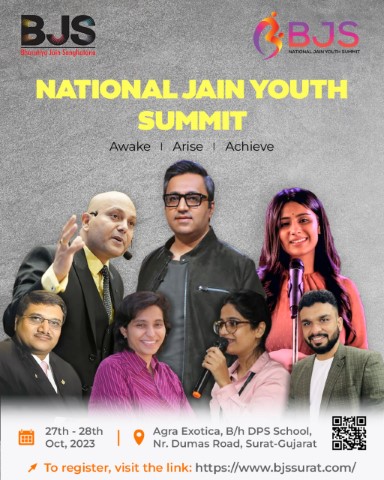 BJS
Bharatiya Jain Sanghatana
BJS
NATIONAL JAIN YOUTH SUMMIT
NATIONAL JAIN YOUTH
SUMMIT
Awake | Arise | Achieve
27th - 28th
Oct, 2023
Agra Exotica, B/h DPS School,
Nr. Dumas Road, Surat-Gujarat
To register, visit the link: https://www.bjssurat.com/